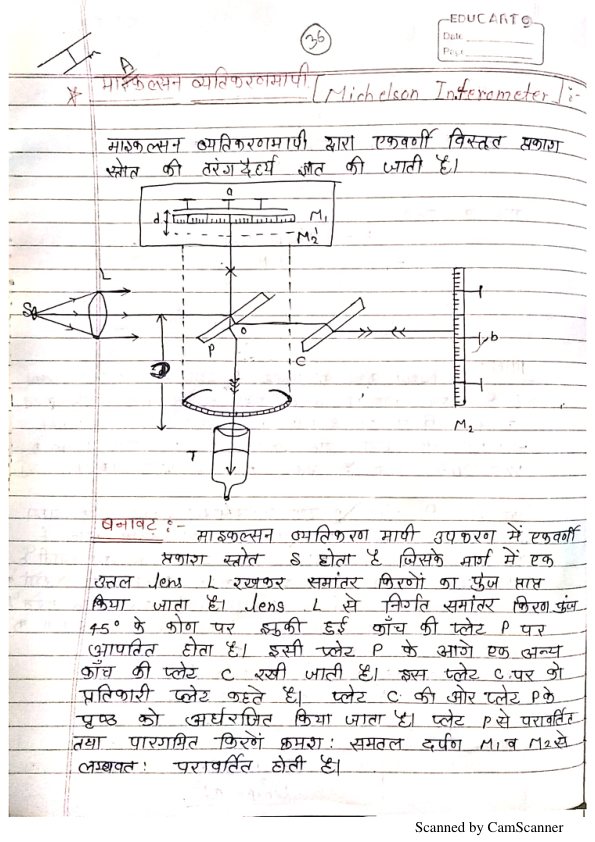 EDUCART
Date
Page
36
* माइकल्सन व्यतिकरणमापी [Michelson Interometer] :-
माइकल्सन व्यतिकरणमापी द्वारा एकवर्णी विस्तृत प्रकाश
स्त्रोत की तरंगदैर्ध्य ज्ञात की जाती है।
a
d
M₁
M₂'
L
S
P
O
C
b
M₂
T
बनावट :- माइकल्सन व्यतिकरण मापी उपकरण में एकवर्णी
प्रकाश स्त्रोत S होता है जिसके मार्ग में एक
उत्तल lens L रखकर समांतर किरणों का पुंज प्राप्त
किया जाता है। lens L से निर्गत समांतर किरण पुंज
45° के कोण पर झुकी हुई काँच की प्लेट P पर
आपतित होता है। इसी प्लेट P के आगे एक अन्य
काँच की प्लेट C रखी जाती है। इस प्लेट C पर को
प्रतिकारी प्लेट कहते है। प्लेट C की ओर प्लेट P के
पृष्ठ को अर्धरजित किया जाता है। प्लेट P से परावर्तित
तथा पारगमित किरणें क्रमश: समतल दर्पण M₁ व M₂ से
लम्बवत: परावर्तित होती है।
Scanned by CamScanner